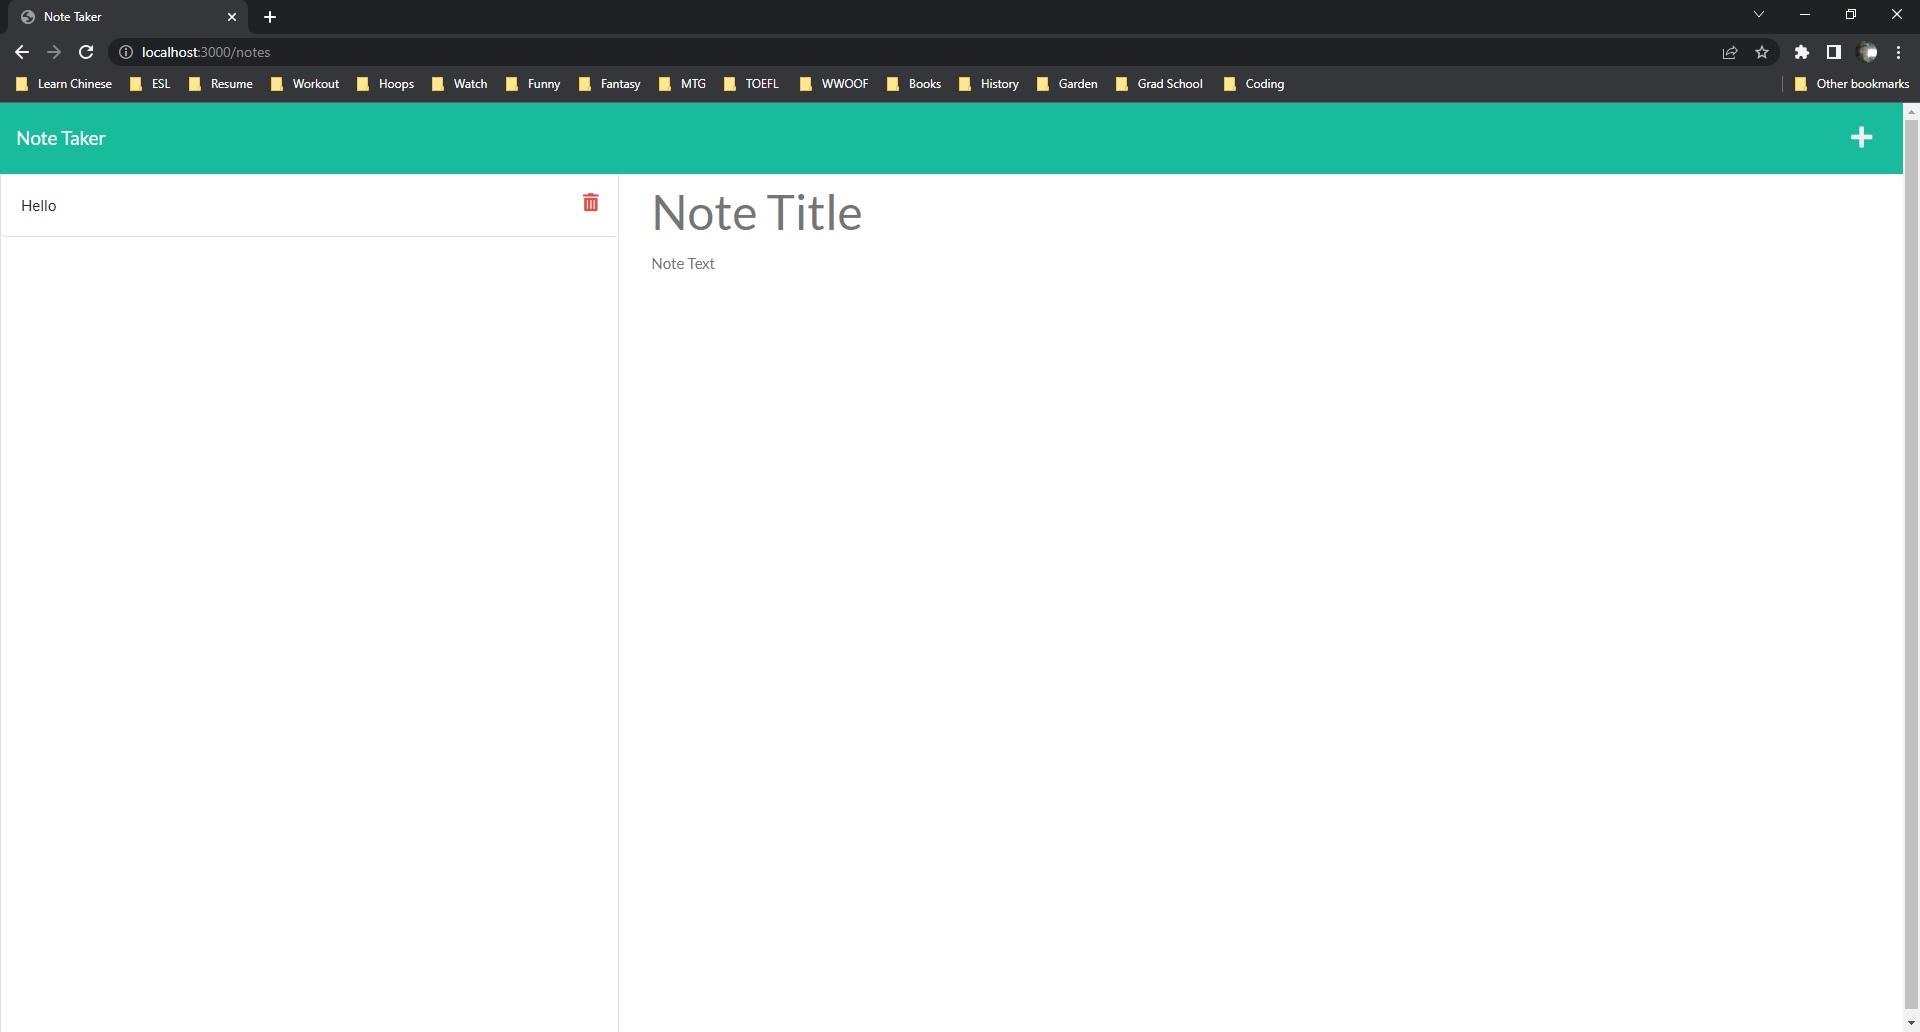 Note Taker
localhost:3000/notes
Learn Chinese ESL Resume Workout Hoops Watch Funny Fantasy MTG TOEFL WWOOF Books History Garden Grad School Coding Other bookmarks
Note Taker
Hello
Note Title
Note Text